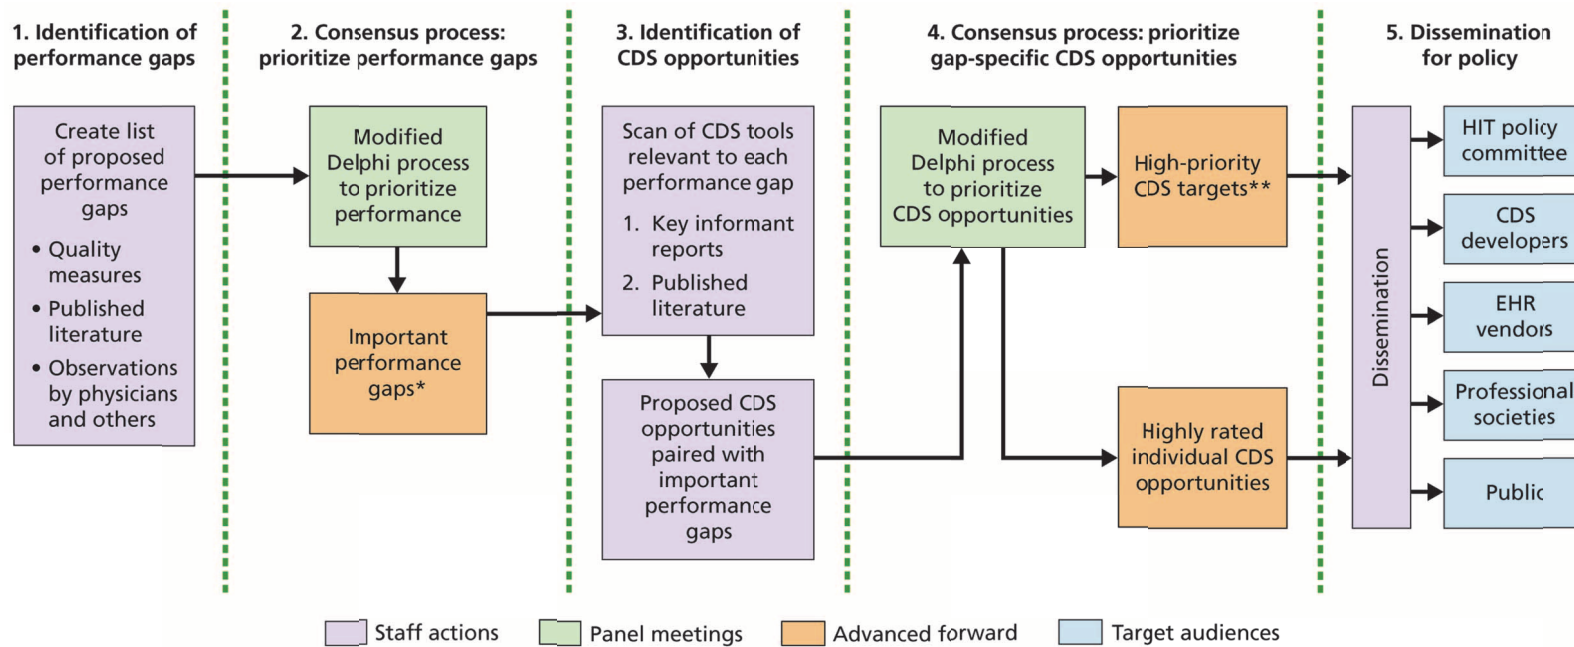 1. Identification of
performance gaps
2. Consensus process:
prioritize performance gaps
3. Identification of
CDS opportunities
4. Consensus process: prioritize
gap-specific CDS opportunities
5. Dissemination
for policy
Create list
of proposed
performance
gaps
• Quality
measures
• Published
literature
• Observations
by physicians
and others
Modified
Delphi process
to prioritize
performance
Important
performance
gaps*
Scan of CDS tools
relevant to each
performance gap
1. Key informant
reports
2. Published
literature
Proposed CDS
opportunities
paired with
important
performance
gaps
Modified
Delphi process
to prioritize
CDS opportunities
High-priority
CDS targets**
Highly rated
individual CDS
opportunities
Dissemination
HIT policy
committee
CDS
developers
EHR
vendors
Professional
societies
Public
Staff actions
Panel meetings
Advanced forward
Target audiences